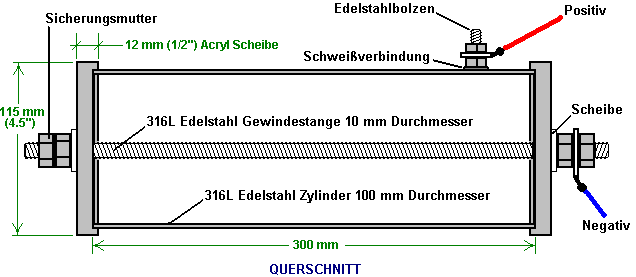 Edelstahlbolzen
Positiv
Sicherungsmutter
12 mm (1/2") Acryl Scheibe
Schweißverbindung
115 mm
(4.5")
Scheibe
316L Edelstahl Gewindestange 10 mm Durchmesser
316L Edelstahl Zylinder 100 mm Durchmesser
Negativ
300 mm
QUERSCHNITT